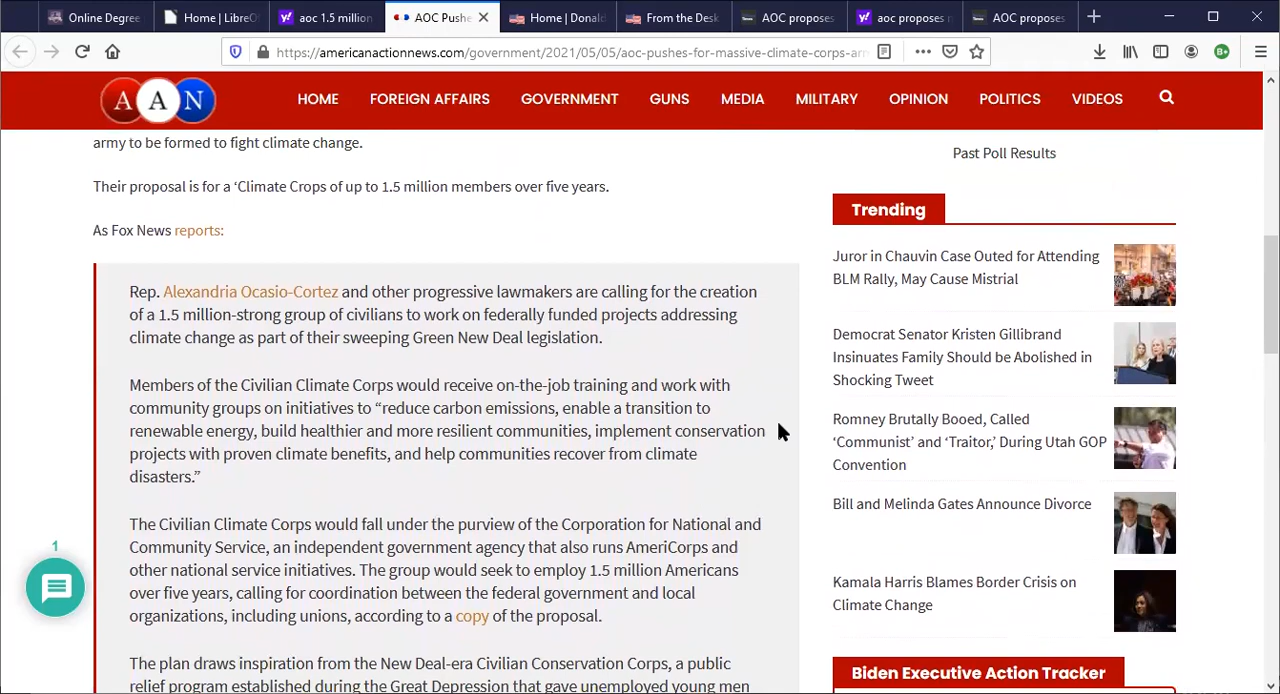 Online Degree
Home | LibreO
aoc 1.5 million
AOC Pushes
Home | Donald
From the Desk
AOC proposes
aoc proposes n
AOC proposes
https://americanactionnews.com/government/2021/05/05/aoc-pushes-for-massive-climate-corps-arm
AAN
HOME
FOREIGN AFFAIRS
GOVERNMENT
GUNS
MEDIA
MILITARY
OPINION
POLITICS
VIDEOS
army to be formed to fight climate change.
Their proposal is for a ‘Climate Crops of up to 1.5 million members over five years.
As Fox News reports:
Rep. Alexandria Ocasio-Cortez and other progressive lawmakers are calling for the creation
of a 1.5 million-strong group of civilians to work on federally funded projects addressing
climate change as part of their sweeping Green New Deal legislation.
Members of the Civilian Climate Corps would receive on-the-job training and work with
community groups on initiatives to “reduce carbon emissions, enable a transition to
renewable energy, build healthier and more resilient communities, implement conservation
projects with proven climate benefits, and help communities recover from climate
disasters.”
The Civilian Climate Corps would fall under the purview of the Corporation for National and
Community Service, an independent government agency that also runs AmeriCorps and
other national service initiatives. The group would seek to employ 1.5 million Americans
over five years, calling for coordination between the federal government and local
organizations, including unions, according to a copy of the proposal.
The plan draws inspiration from the New Deal-era Civilian Conservation Corps, a public
relief program established during the Great Depression that gave unemployed young men
1
Past Poll Results
Trending
Juror in Chauvin Case Outed for Attending
BLM Rally, May Cause Mistrial
Democrat Senator Kristen Gillibrand
Insinuates Family Should be Abolished in
Shocking Tweet
Romney Brutally Booed, Called
‘Communist’ and ‘Traitor,’ During Utah GOP
Convention
Bill and Melinda Gates Announce Divorce
Kamala Harris Blames Border Crisis on
Climate Change
Biden Executive Action Tracker